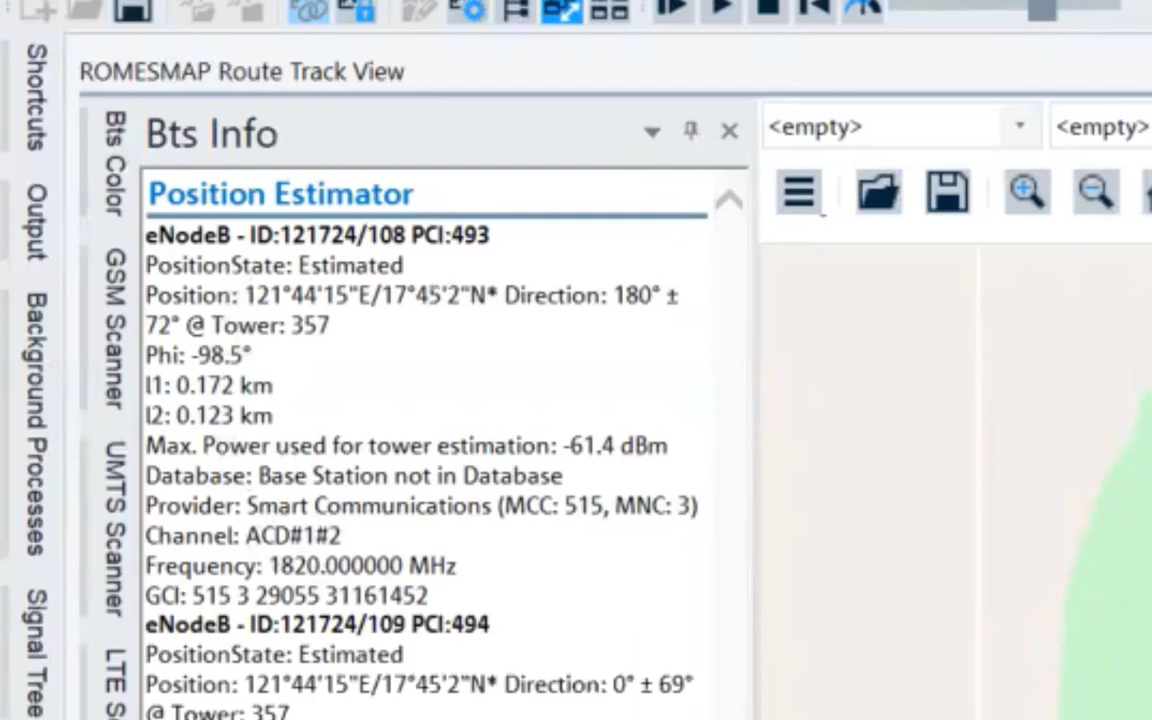 ROMESMAP Route Track View
Shortcuts
Output
Background Processes
Signal Tree
Bts Color
GSM Scanner
UMTS Scanner
LTE
Bts Info
<empty>
<empty>
Position Estimator
eNodeB - ID:121724/108 PCI:493
PositionState: Estimated
Position: 121°44'15"E/17°45'2"N* Direction: 180° ±
72° @ Tower: 357
Phi: -98.5°
l1: 0.172 km
l2: 0.123 km
Max. Power used for tower estimation: -61.4 dBm
Database: Base Station not in Database
Provider: Smart Communications (MCC: 515, MNC: 3)
Channel: ACD#1#2
Frequency: 1820.000000 MHz
GCI: 515 3 29055 31161452
eNodeB - ID:121724/109 PCI:494
PositionState: Estimated
Position: 121°44'15"E/17°45'2"N* Direction: 0° ± 69°
@ Tower: 357